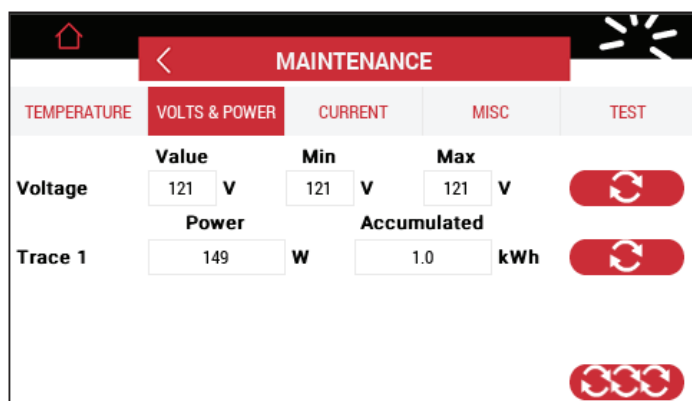 MAINTENANCE
TEMPERATURE VOLTS & POWER CURRENT MISC TEST
Value Min Max
Voltage 121 V 121 V 121 V
Power Accumulated
Trace 1 149 W 1.0 kWh